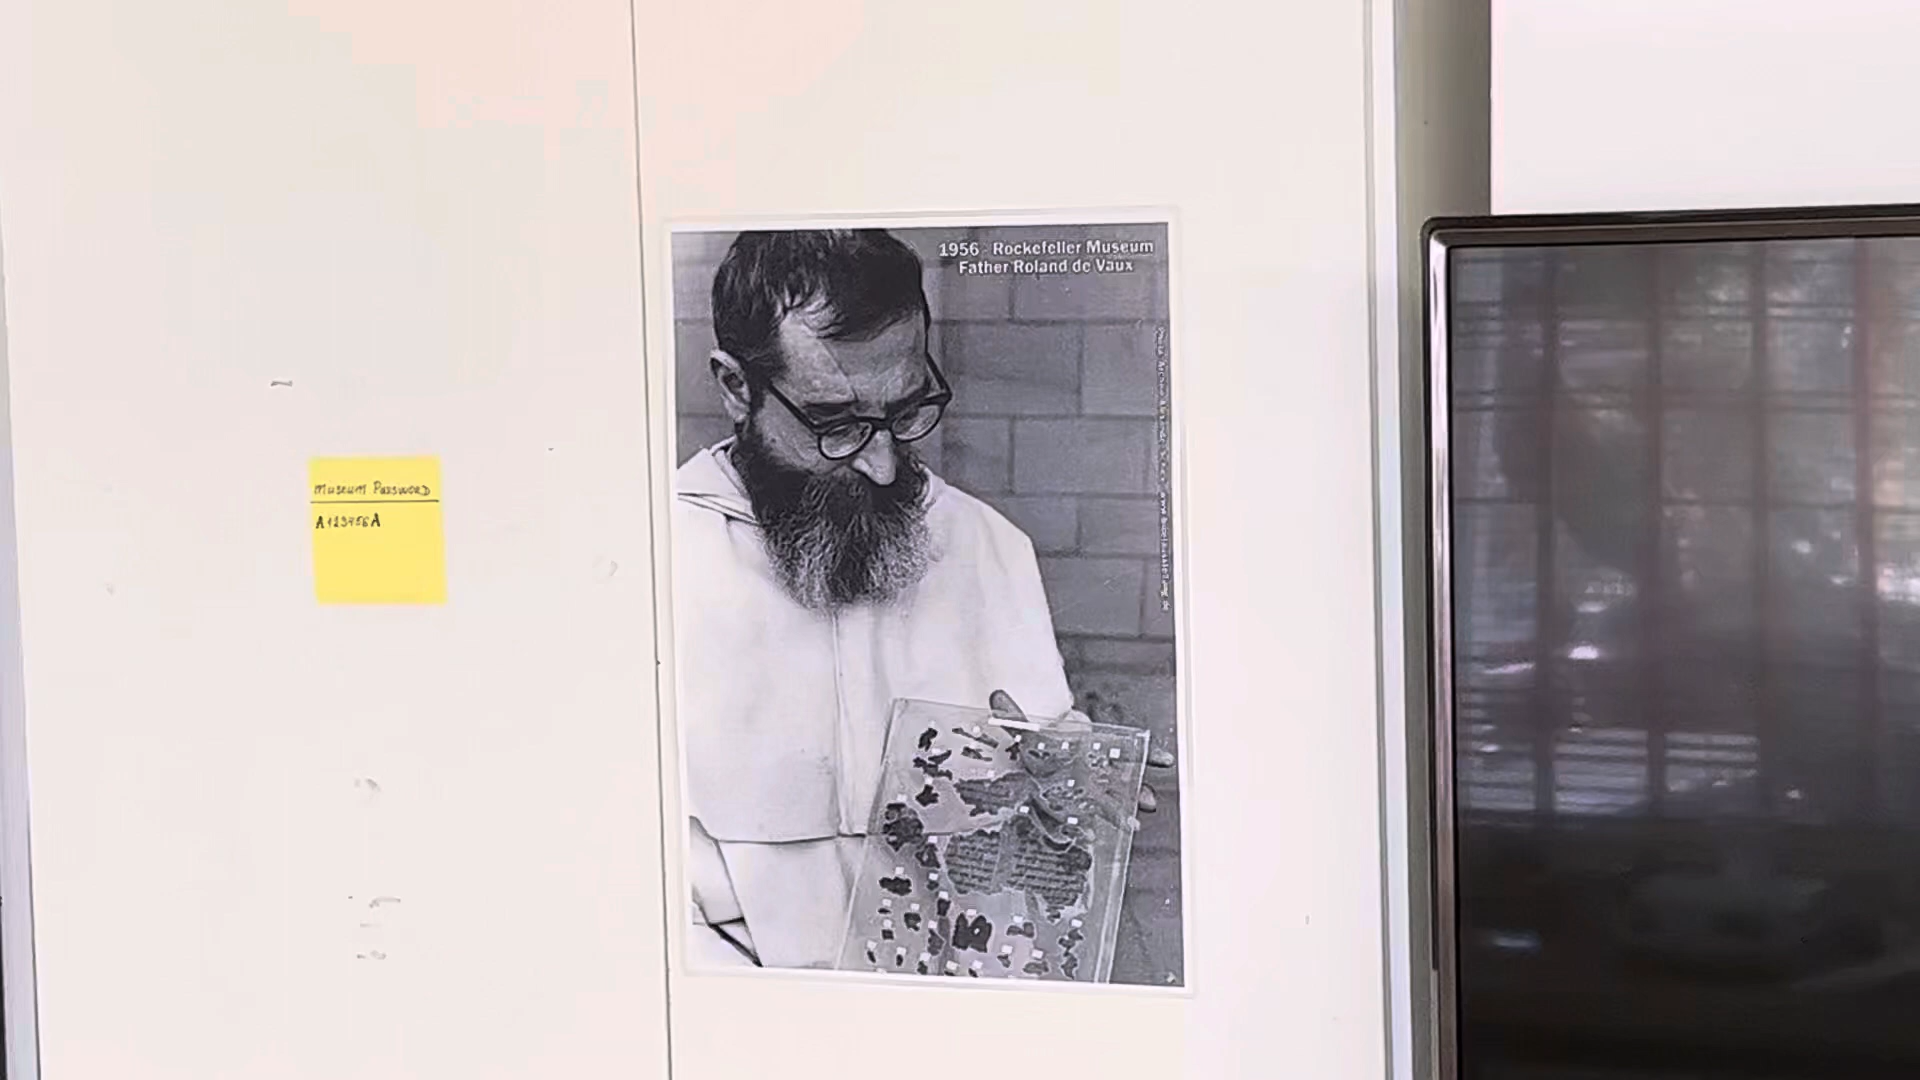 1956 - Rockefeller Museum
Father Roland de Vaux
Museum Password
A123456A